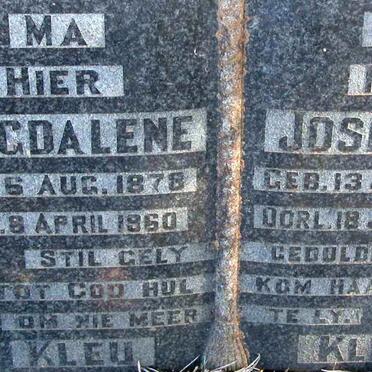 MA
HIER
GDALENE
6 AUG. 1878
8 APRIL 1960
STIL GELY
TOT GOD HUL
OM NIE MEER
KLEU
JOS
GEB. 13
OORL. 18
GEDULD
KOM HAA
TE LY
KL